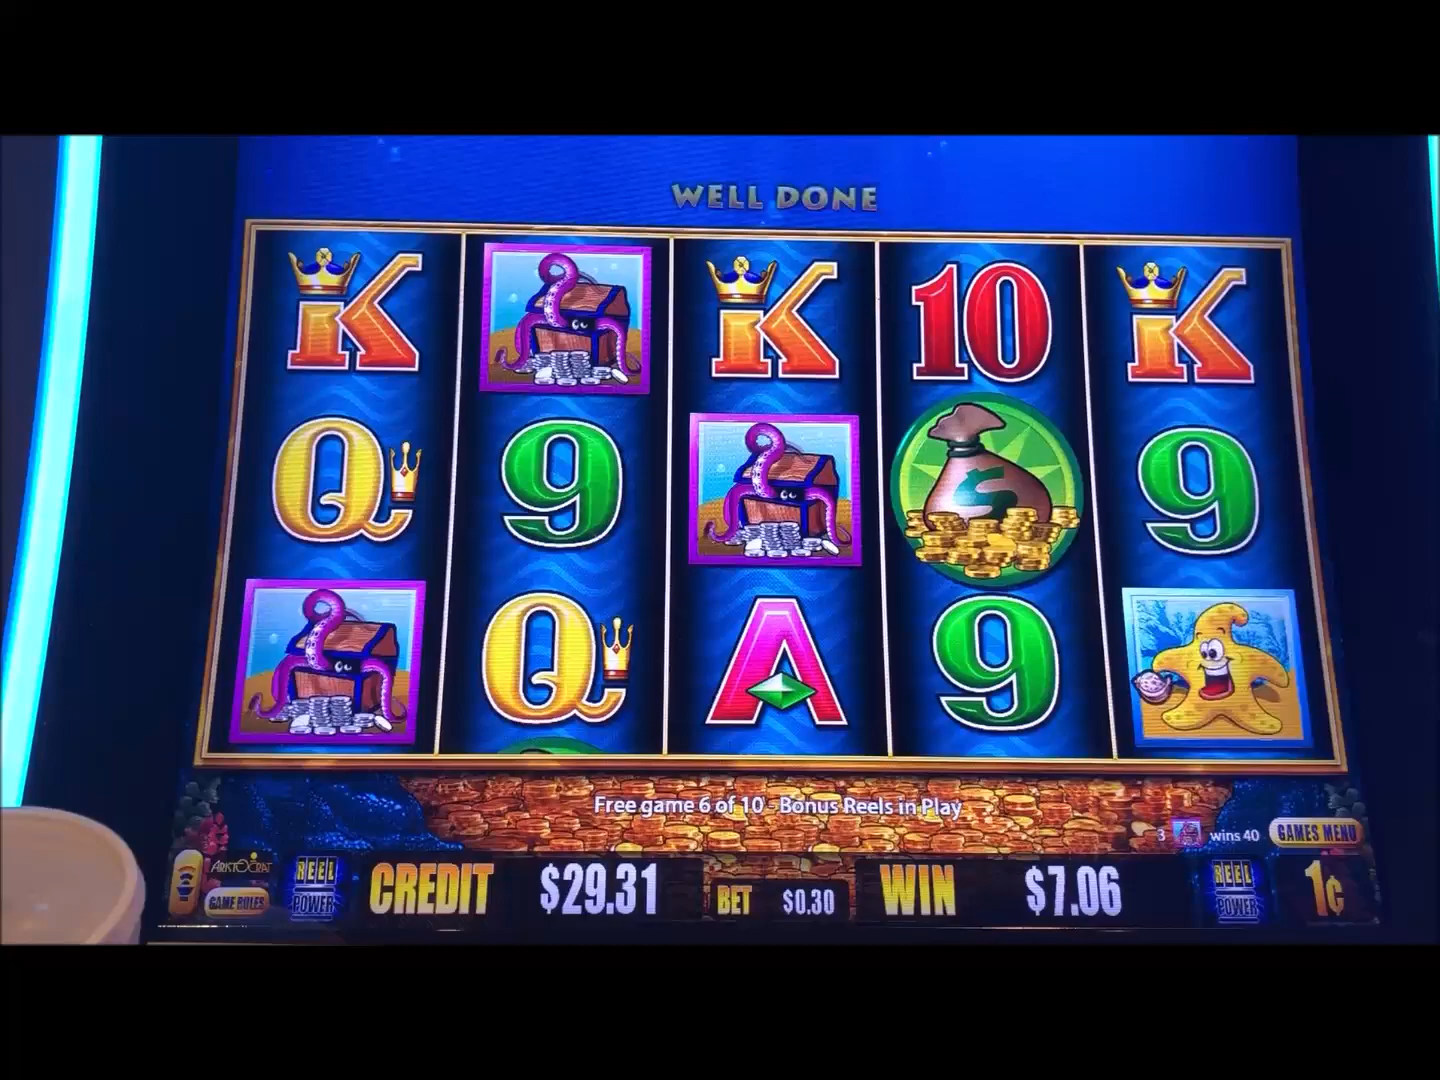 WELL DONE
K K 10 K
Q 9 $ 9
Q A 9
Free game 6 of 10 - Bonus Reels in Play
3 wins 40
GAMES MENU
ARISTOCRAT
GAME RULES
REEL POWER
CREDIT $29.31
BET $0.30
WIN $7.06
REEL POWER
1¢